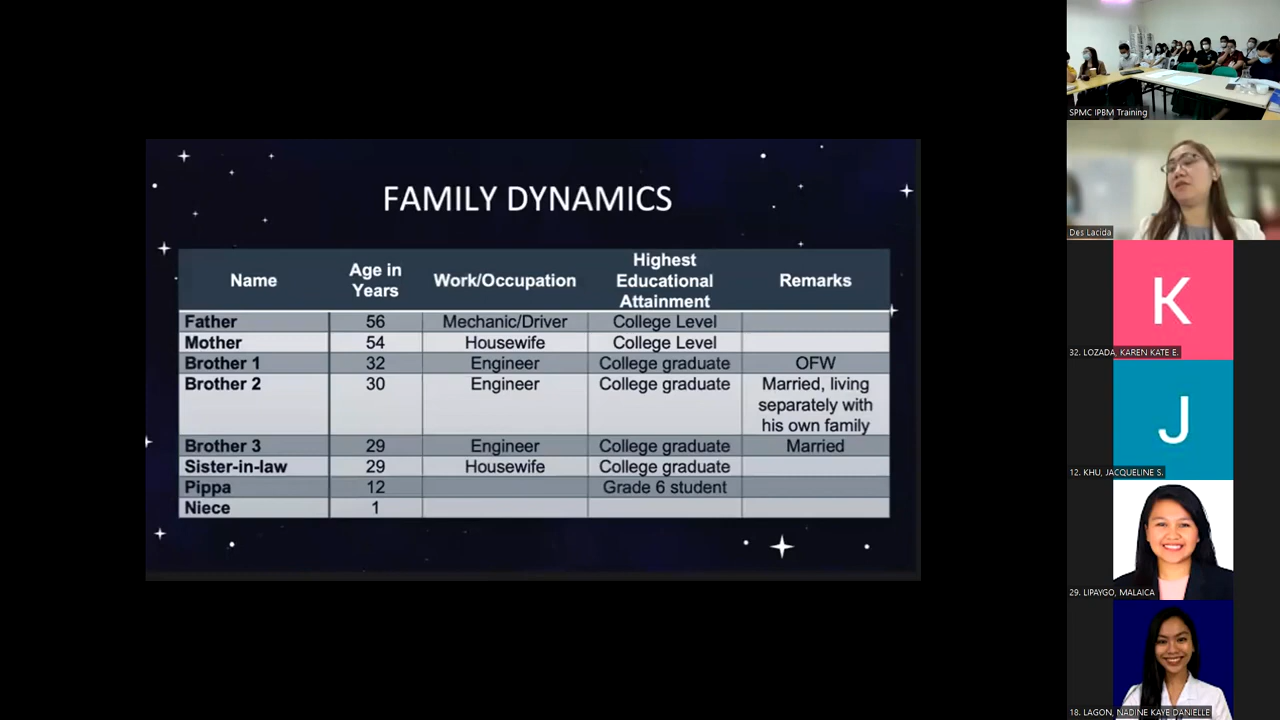 FAMILY DYNAMICS
Name
Age in
Years
Work/Occupation
Highest
Educational
Attainment
Remarks
Father 56 Mechanic/Driver College Level
Mother 54 Housewife College Level
Brother 1 32 Engineer College graduate OFW
Brother 2 30 Engineer College graduate Married, living
separately with
his own family
Brother 3 29 Engineer College graduate Married
Sister-in-law 29 Housewife College graduate
Pippa 12 Grade 6 student
Niece 1
SPMC IPBM Training
Des Lacida
K
32. LOZADA, KAREN KATE E.
J
12. KHU, JACQUELINE S.
29. LIPAYGO, MALAICA
18. LAGON, NADINE KAYE DANIELLE